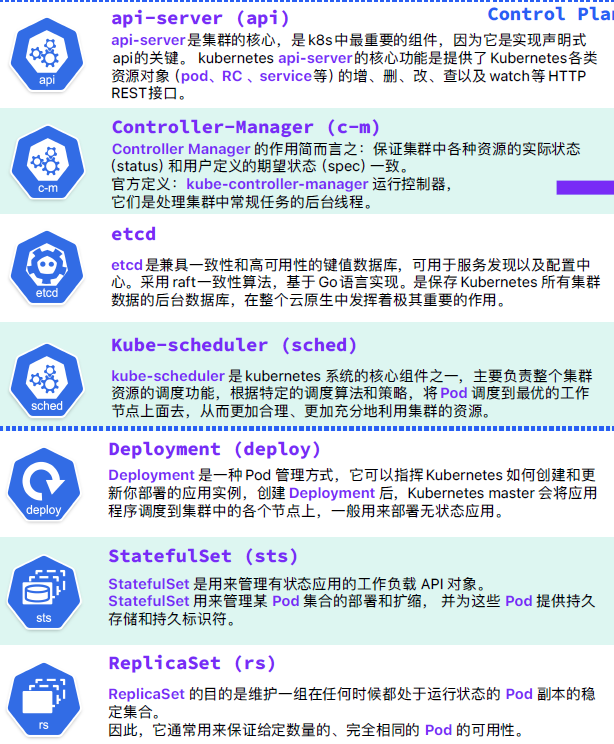 Control Plan
api-server (api)
api-server是集群的核心，是k8s中最重要的组件，因为它是实现声明式
api的关键。 kubernetes api-server的核心功能是提供了Kubernetes各类
资源对象（pod、RC 、service等）的增、删、改、查以及watch等 HTTP
REST接口。
api
Controller-Manager (c-m)
Controller Manager 的作用简而言之：保证集群中各种资源的实际状态
(status) 和用户定义的期望状态 (spec) 一致。
官方定义：kube-controller-manager 运行控制器，
它们是处理集群中常规任务的后台线程。
c-m
etcd
etcd是兼具一致性和高可用性的键值数据库，可用于服务发现以及配置中
心。采用 raft一致性算法，基于 Go语言实现。是保存 Kubernetes 所有集群
数据的后台数据库，在整个云原生中发挥着极其重要的作用。
etcd
Kube-scheduler (sched)
kube-scheduler 是 kubernetes 系统的核心组件之一，主要负责整个集群
资源的调度功能，根据特定的调度算法和策略，将 Pod 调度到最优的工作
节点上面去，从而更加合理、更加充分地利用集群的资源。
sched
Deployment (deploy)
Deployment 是一种 Pod 管理方式，它可以指挥 Kubernetes 如何创建和更
新你部署的应用实例，创建 Deployment 后，Kubernetes master 会将应用
程序调度到集群中的各个节点上，一般用来部署无状态应用。
deploy
StatefulSet (sts)
StatefulSet 是用来管理有状态应用的工作负载 API 对象。
StatefulSet 用来管理某 Pod 集合的部署和扩缩， 并为这些 Pod 提供持久
存储和持久标识符。
sts
ReplicaSet (rs)
ReplicaSet 的目的是维护一组在任何时候都处于运行状态的 Pod 副本的稳
定集合。
因此，它通常用来保证给定数量的、完全相同的 Pod 的可用性。
rs